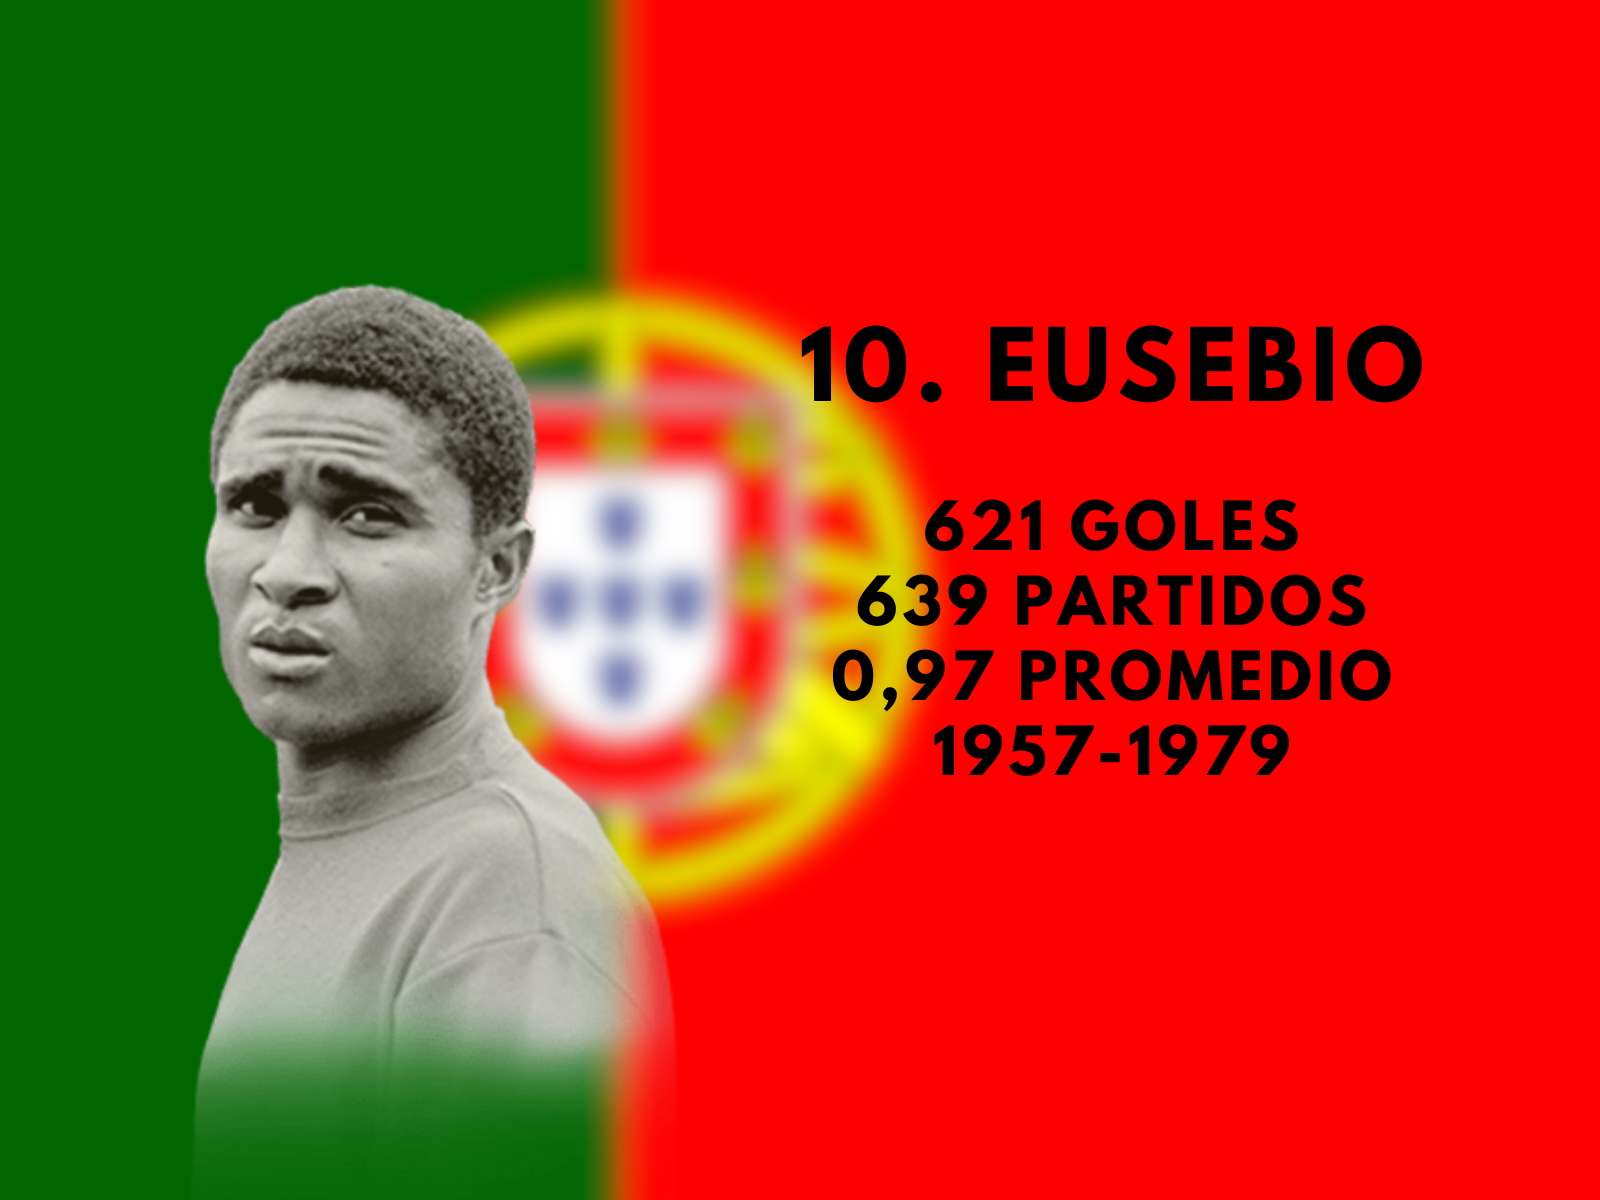 10. EUSEBIO
621 GOLES
639 PARTIDOS
0,97 PROMEDIO
1957-1979